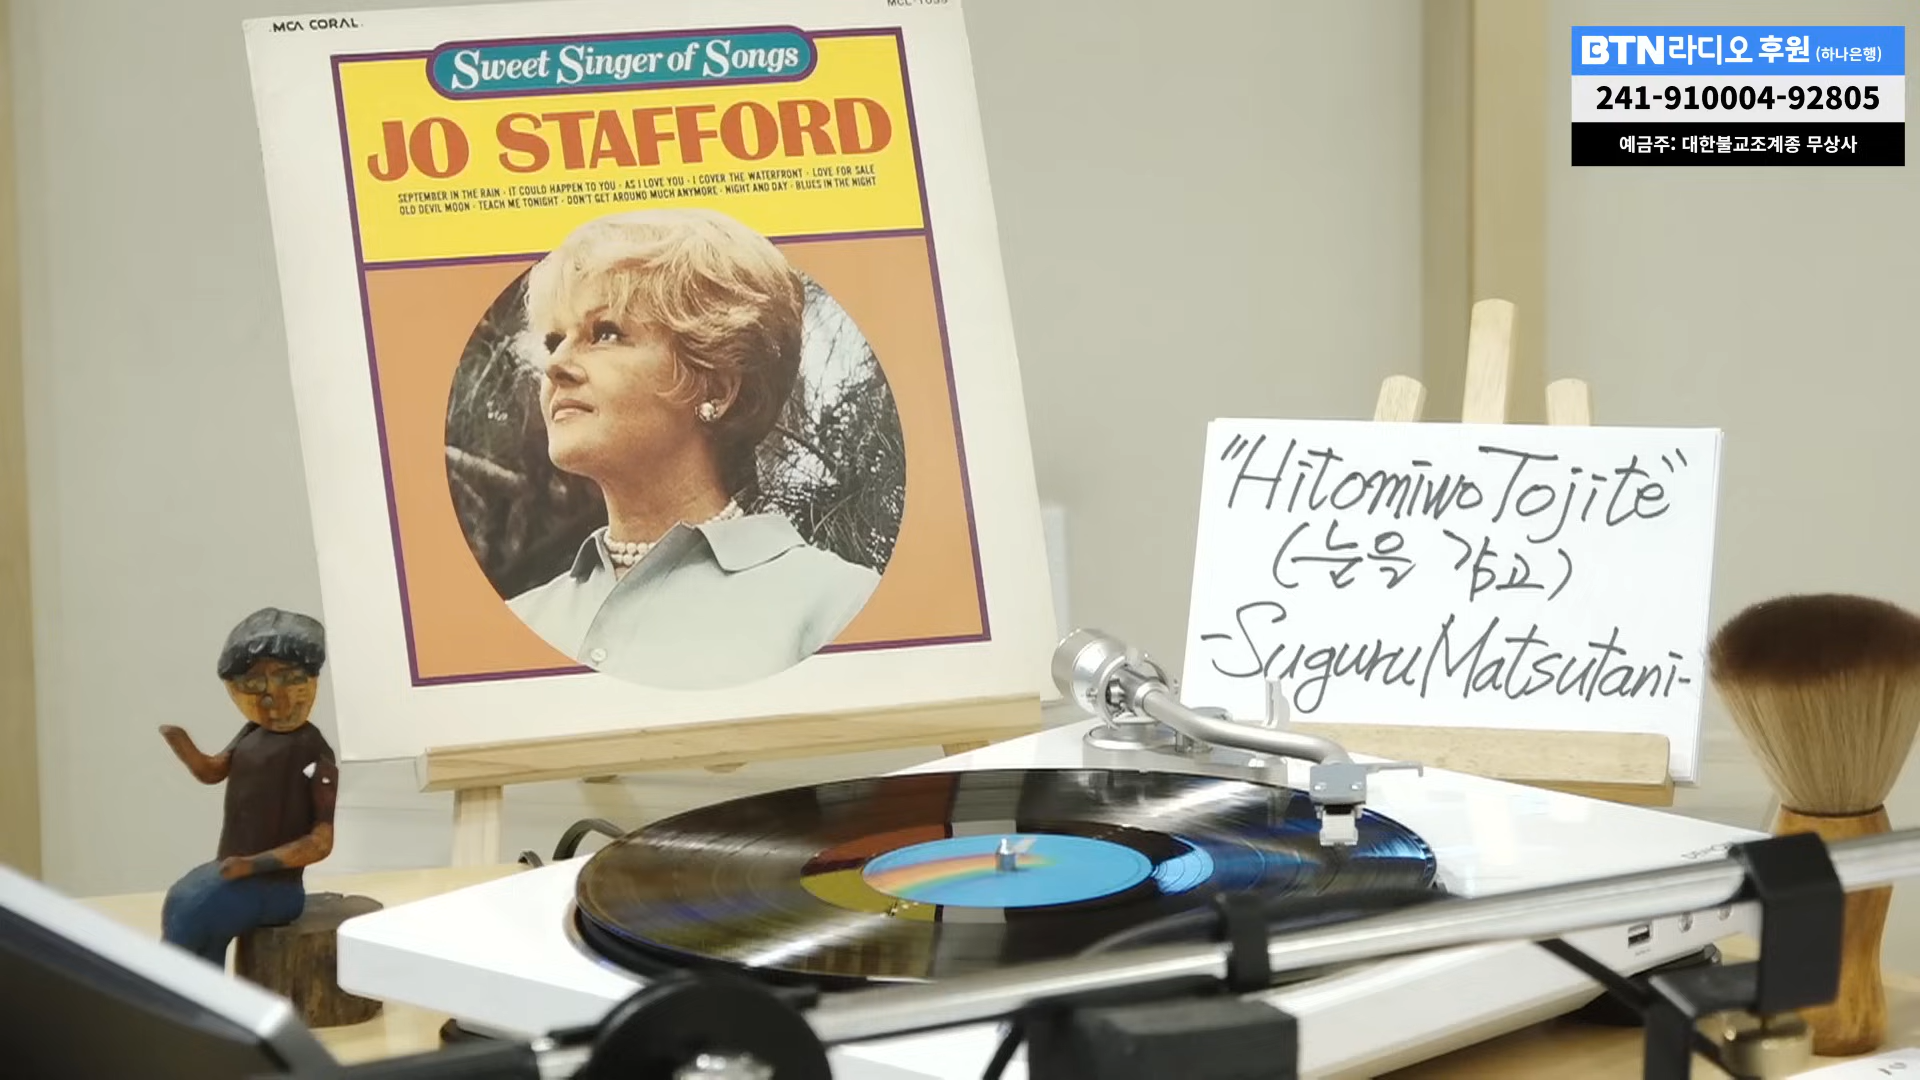 MCA CORAL
Sweet Singer of Songs
JO STAFFORD
SEPTEMBER IN THE RAIN · IT COULD HAPPEN TO YOU · AS I LOVE YOU · I COVER THE WATERFRONT · LOVE FOR SALE
OLD DEVIL MOON · TEACH ME TONIGHT · DON'T GET AROUND MUCH ANYMORE · NIGHT AND DAY · BLUES IN THE NIGHT
BTN라디오 후원 (하나은행)
241-910004-92805
예금주: 대한불교조계종 무상사
"Hitomiwo Tojite"
(눈을 감고)
-Suguru Matsutani-